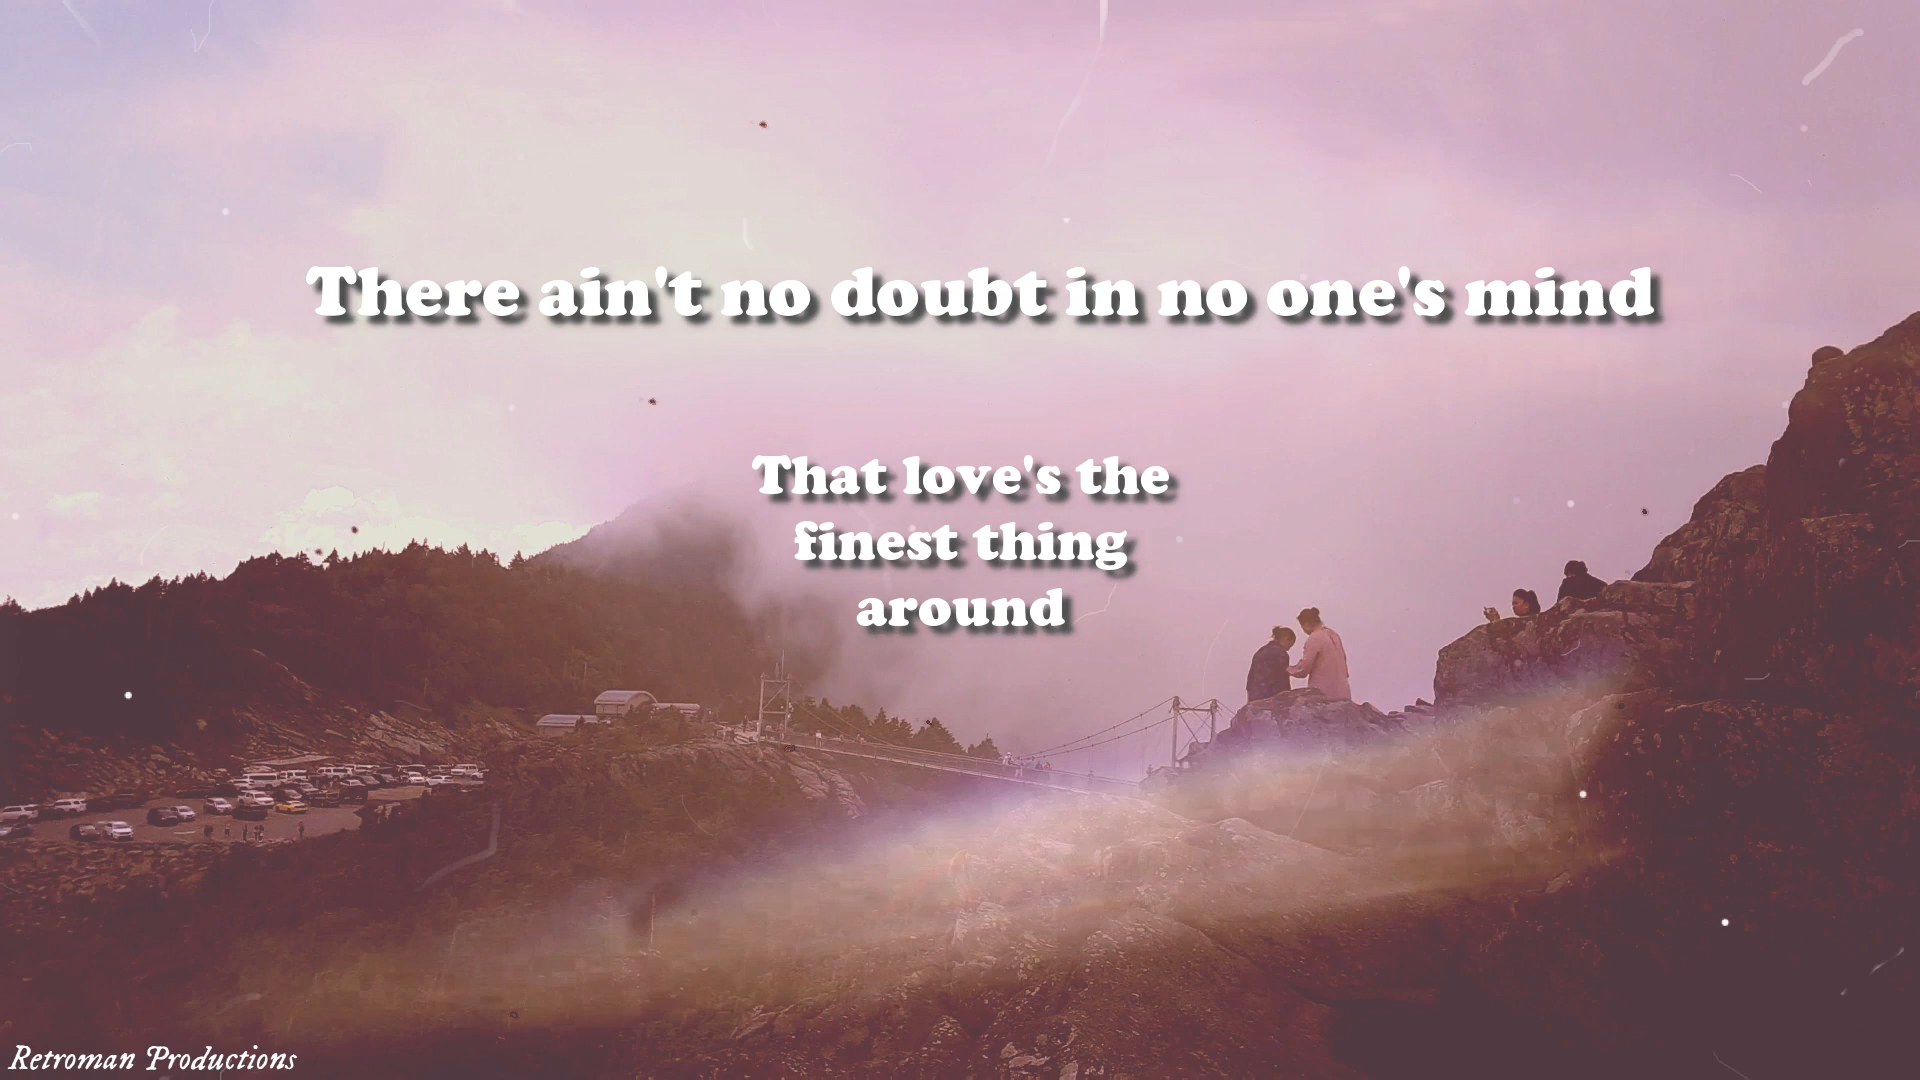 There ain't no doubt in no one's mind
That love's the
finest thing
around
Retroman Productions